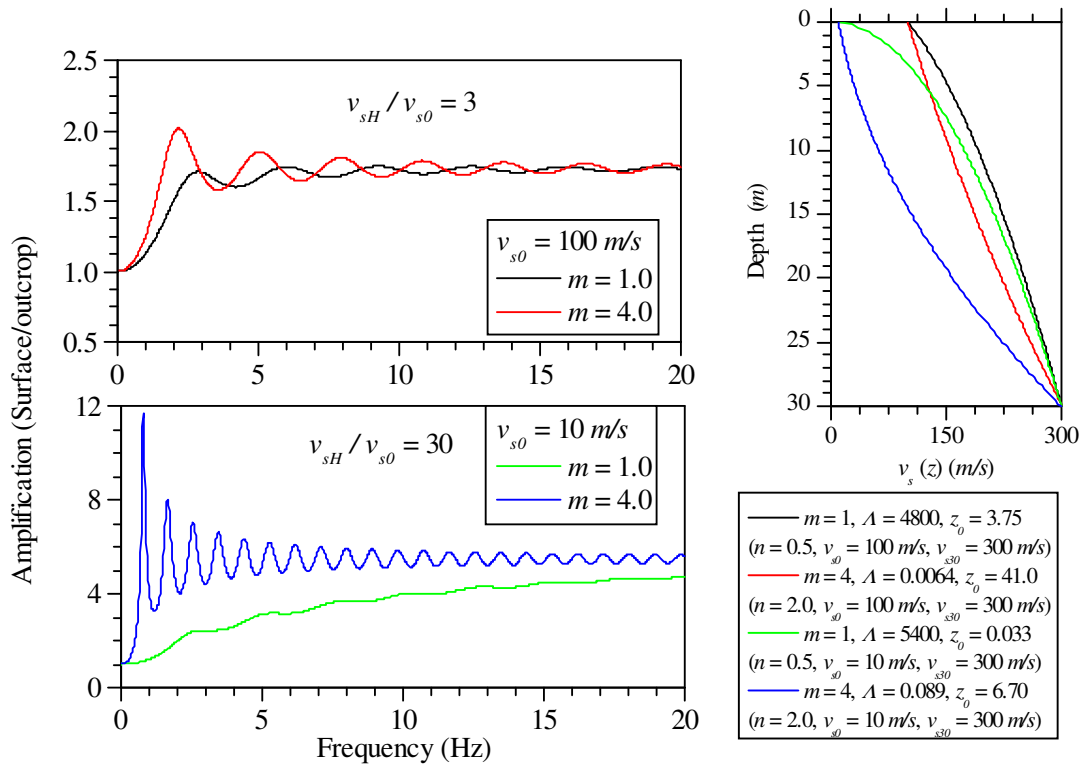 Amplification (Surface/outcrop)
2.5
2.0
1.5
1.0
0.5
v_sH / v_s0 = 3
v_s0 = 100 m/s
m = 1.0
m = 4.0
0 5 10 15 20
12
8
4
0
v_sH / v_s0 = 30
v_s0 = 10 m/s
m = 1.0
m = 4.0
0 5 10 15 20
Frequency (Hz)
Depth (m)
0
5
10
15
20
25
30
0 150 300
v_s (z) (m/s)
m = 1, Λ = 4800, z_0 = 3.75
(n = 0.5, v_s0 = 100 m/s, v_s30 = 300 m/s)
m = 4, Λ = 0.0064, z_0 = 41.0
(n = 2.0, v_s0 = 100 m/s, v_s30 = 300 m/s)
m = 1, Λ = 5400, z_0 = 0.033
(n = 0.5, v_s0 = 10 m/s, v_s30 = 300 m/s)
m = 4, Λ = 0.089, z_0 = 6.70
(n = 2.0, v_s0 = 10 m/s, v_s30 = 300 m/s)